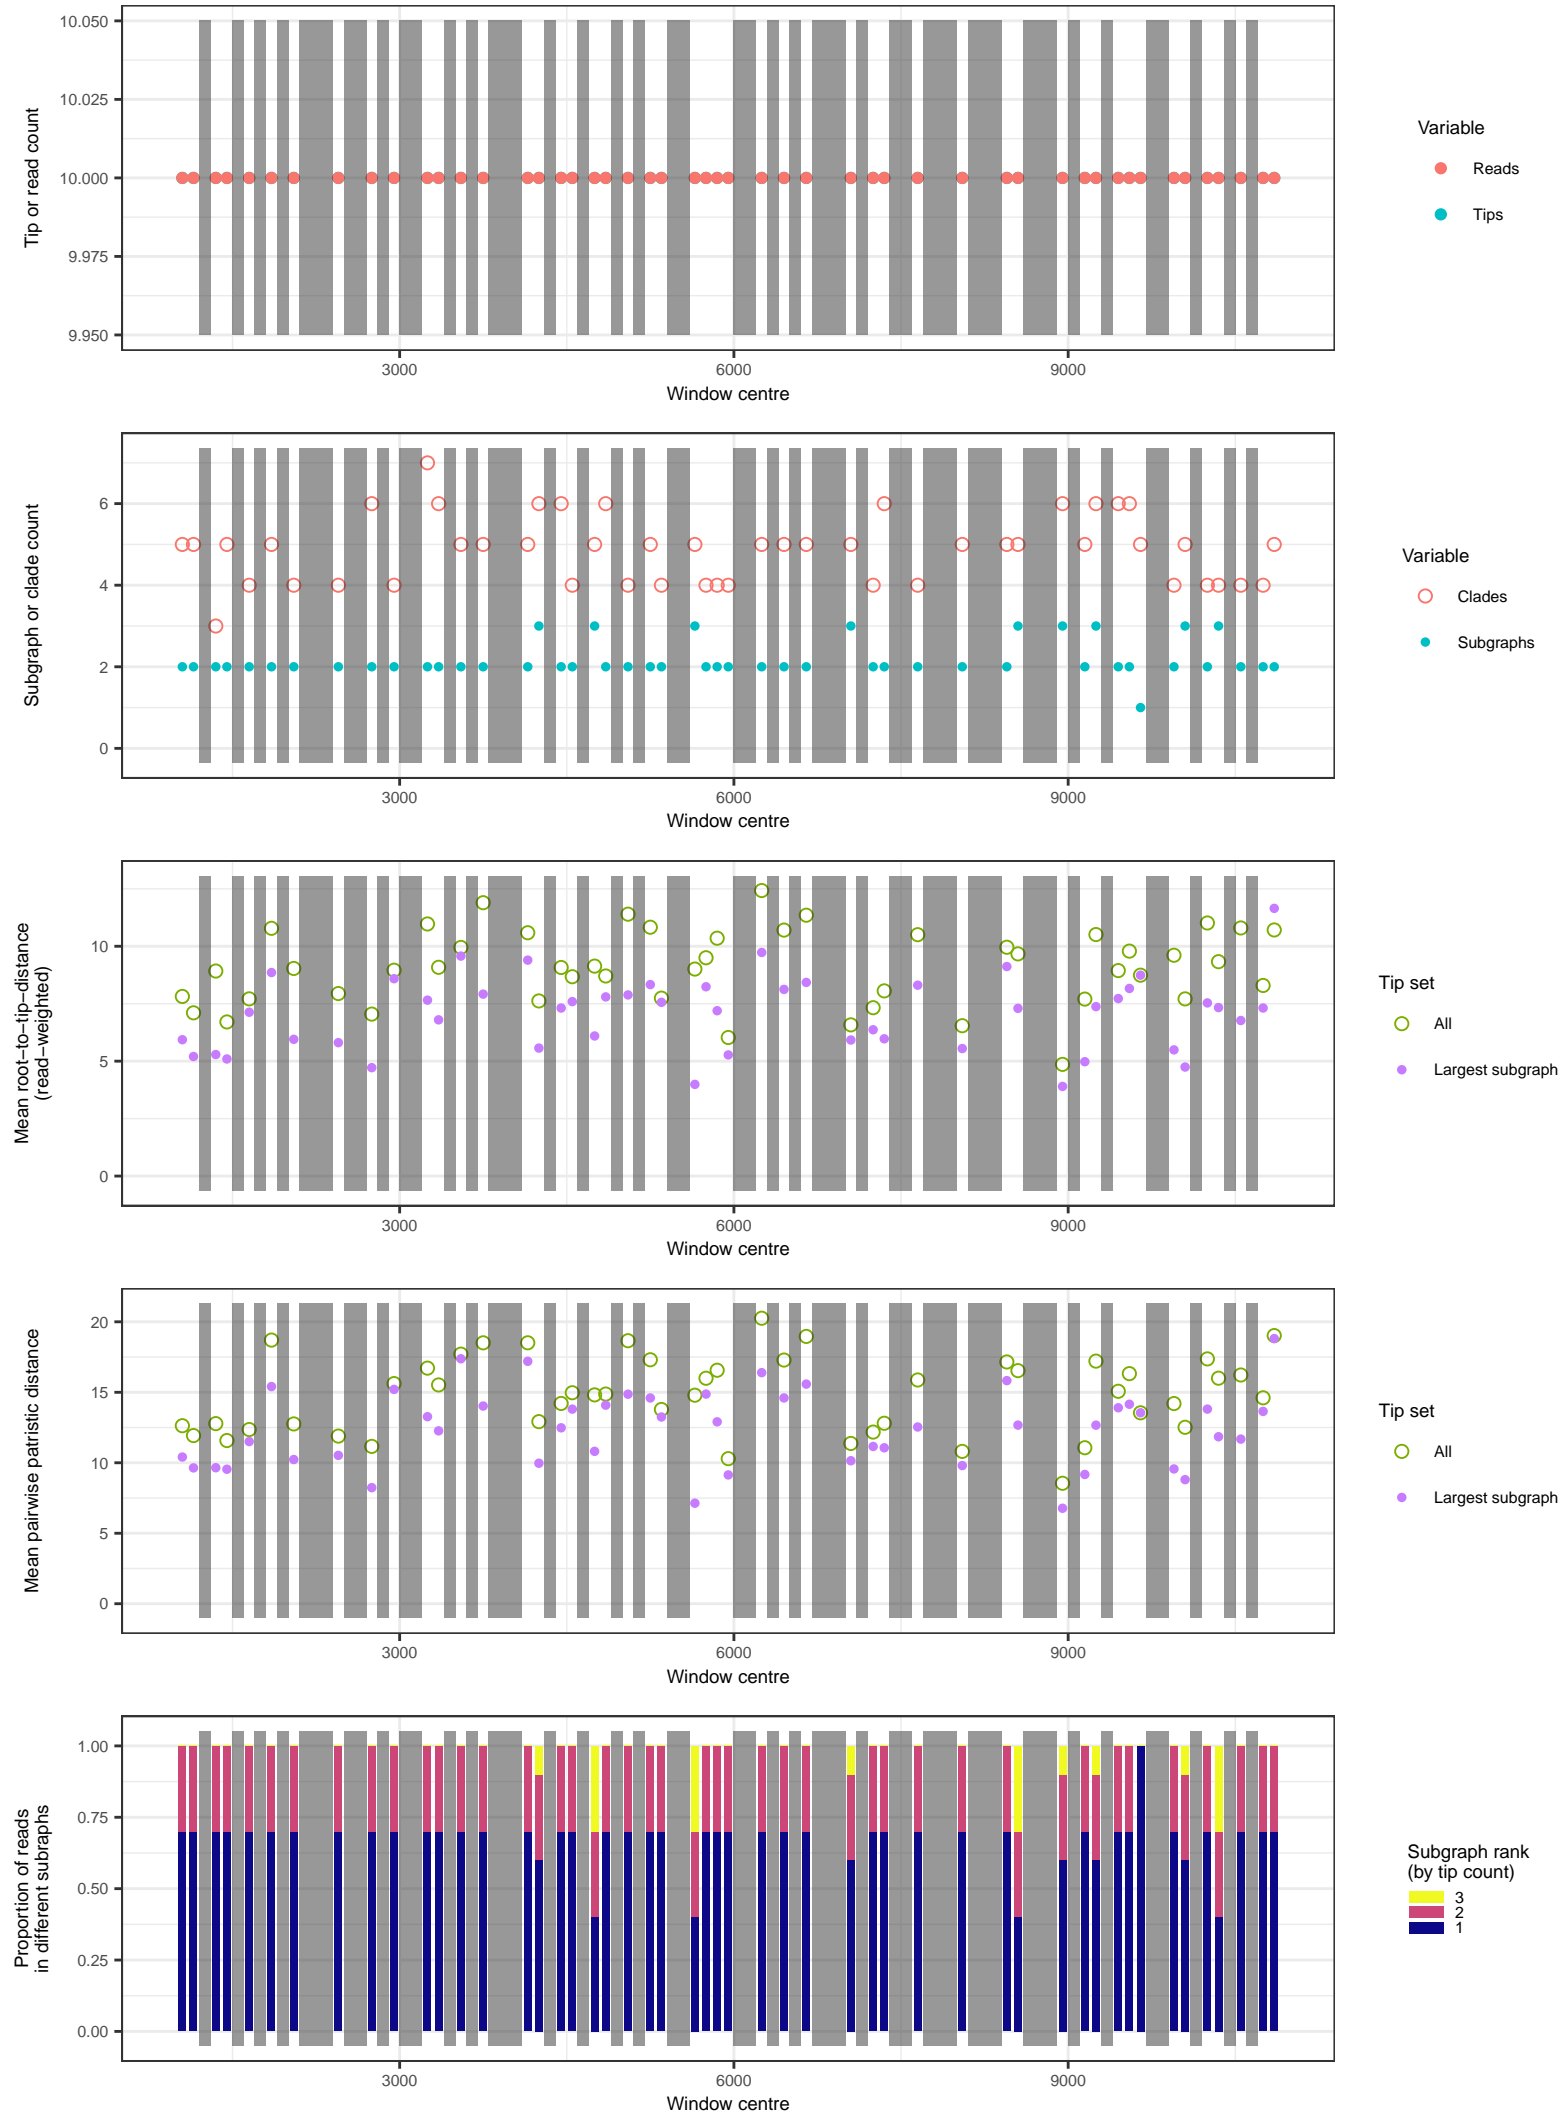 10.050
10.025
10.000
9.975
9.950
Tip or read count
3000
6000
9000
Window centre
Variable
Reads
Tips
6
4
2
0
Subgraph or clade count
3000
6000
9000
Window centre
Variable
Clades
Subgraphs
10
5
0
Mean root−to−tip−distance
(read−weighted)
3000
6000
9000
Window centre
Tip set
All
Largest subgraph
20
15
10
5
0
Mean pairwise patristic distance
3000
6000
9000
Window centre
Tip set
All
Largest subgraph
1.00
0.75
0.50
0.25
0.00
Proportion of reads
in different subraphs
3000
6000
9000
Window centre
Subgraph rank
(by tip count)
3
2
1